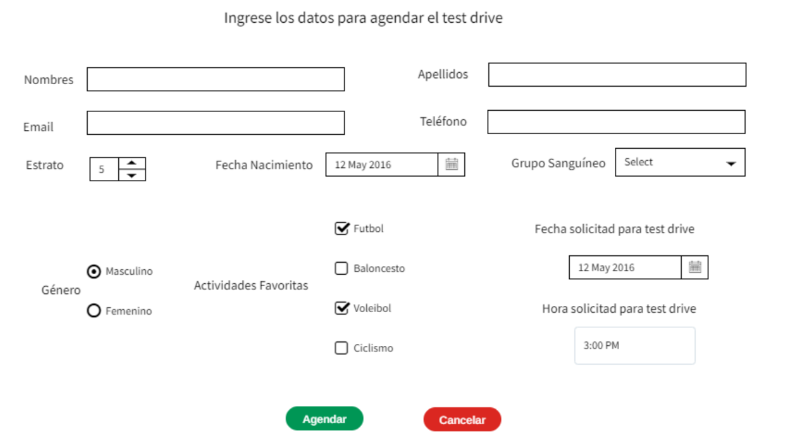 Ingrese los datos para agendar el test drive
Nombres
Apellidos
Email
Teléfono
Estrato
5
Fecha Nacimiento
12 May 2016
Grupo Sanguíneo
Select
Género
Masculino
Femenino
Actividades Favoritas
Futbol
Baloncesto
Voleibol
Ciclismo
Fecha solicitad para test drive
12 May 2016
Hora solicitad para test drive
3:00 PM
Agendar
Cancelar